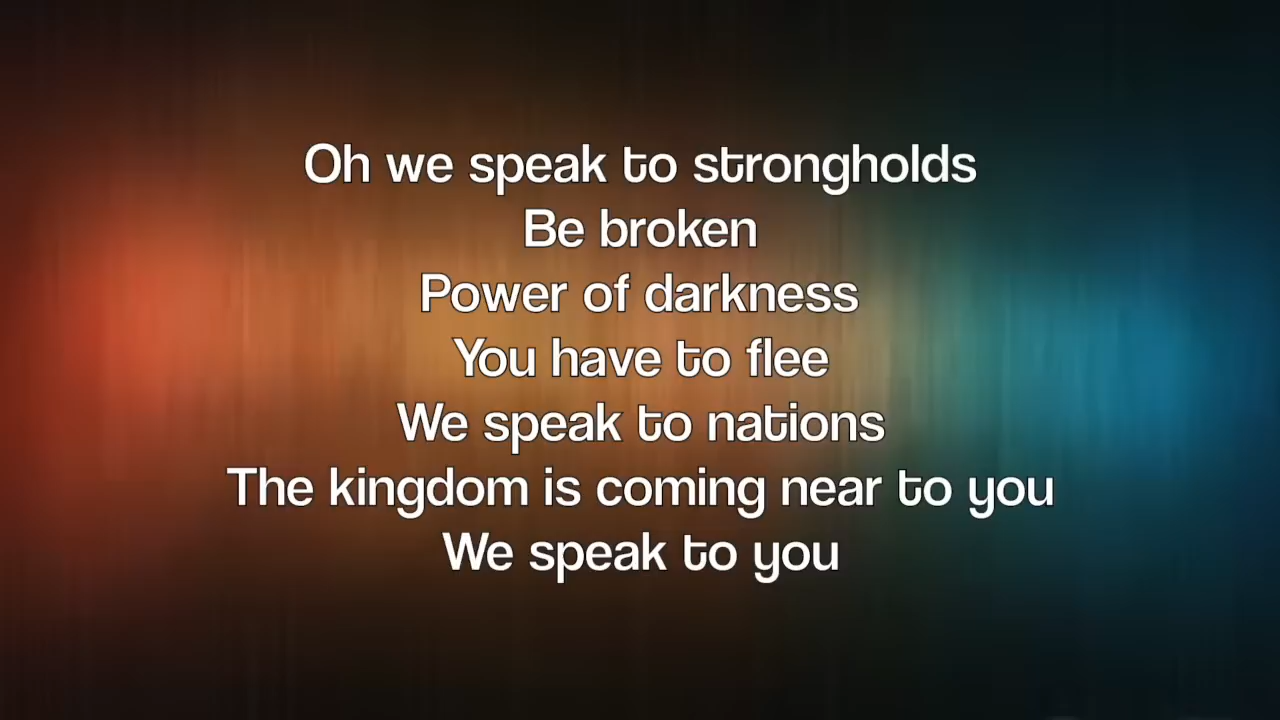 Oh we speak to strongholds
Be broken
Power of darkness
You have to flee
We speak to nations
The kingdom is coming near to you
We speak to you